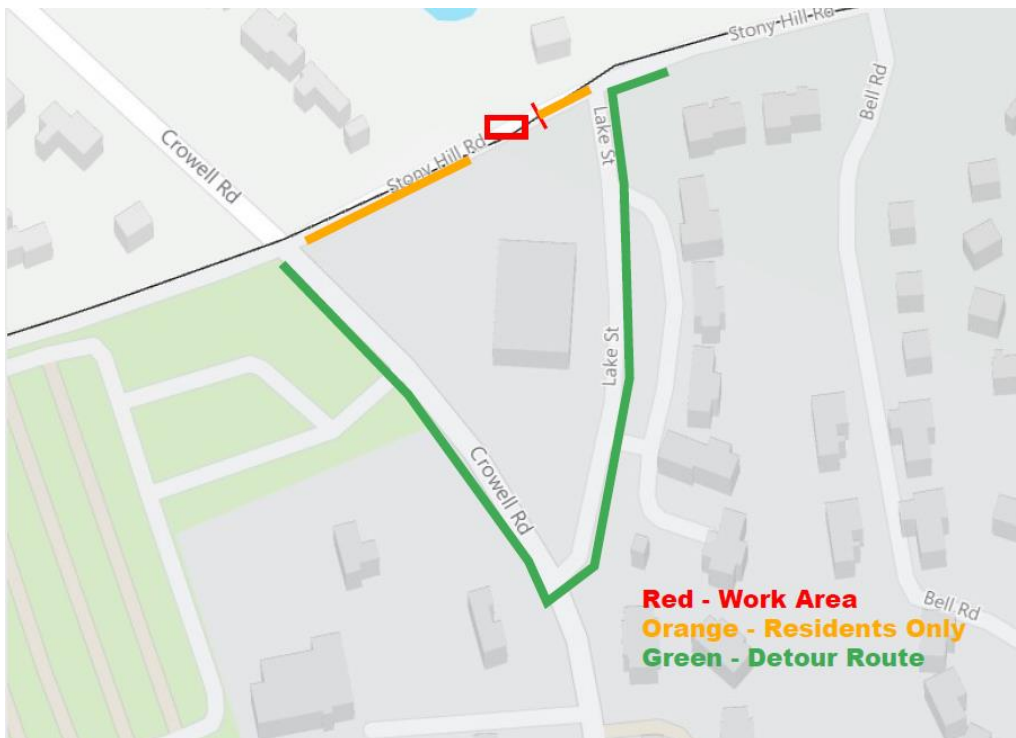 Stony Hill Rd
Bell Rd
Crowell Rd
Lake St
Stony Hill Rd
Lake St
Crowell Rd
Red - Work Area
Orange - Residents Only
Green - Detour Route
Bell Rd